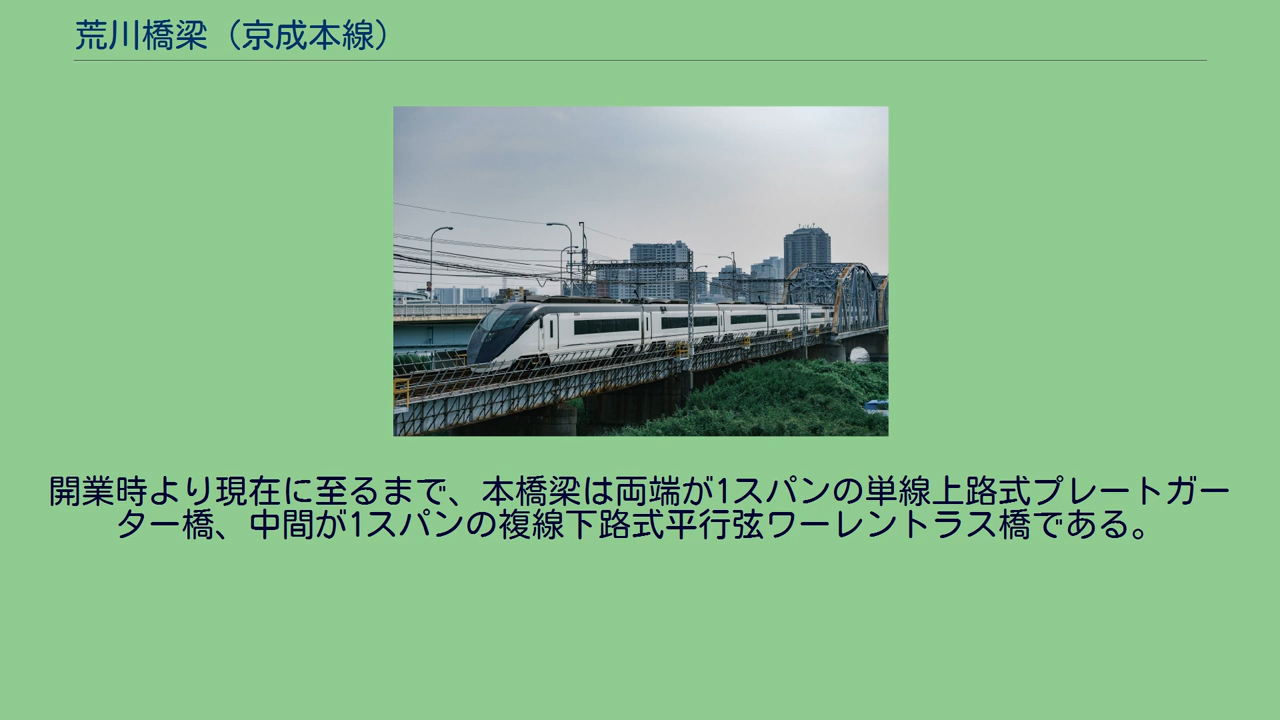 荒川橋梁（京成本線）
開業時より現在に至るまで、本橋梁は両端が1スパンの単線上路式プレートガー
ター橋、中間が1スパンの複線下路式平行弦ワーレントラス橋である。